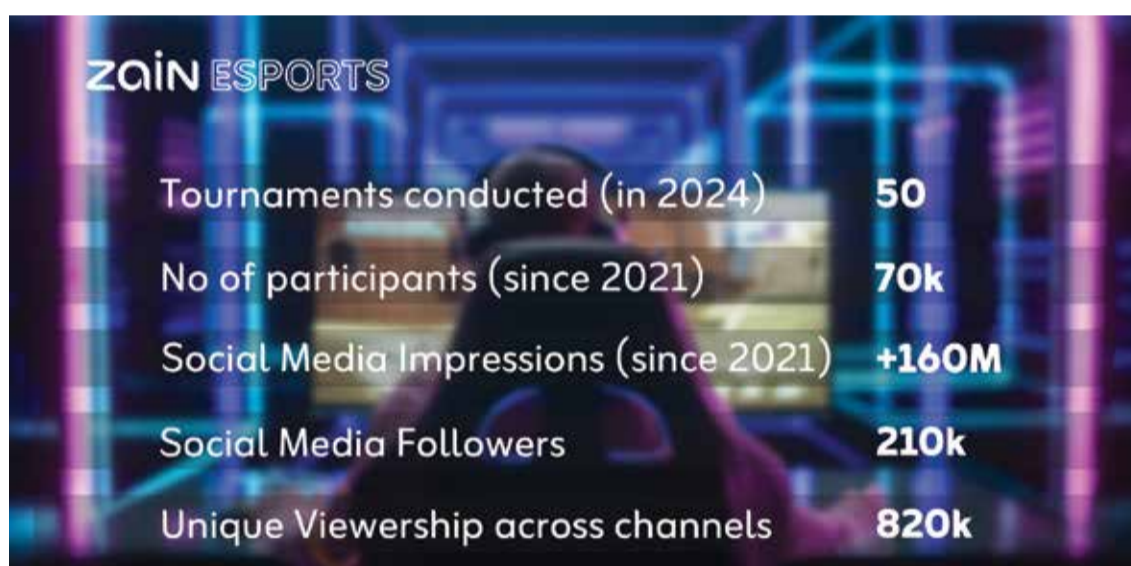 zain ESPORTS
Tournaments conducted (in 2024) 50
No of participants (since 2021) 70k
Social Media Impressions (since 2021) +160M
Social Media Followers 210k
Unique Viewership across channels 820k